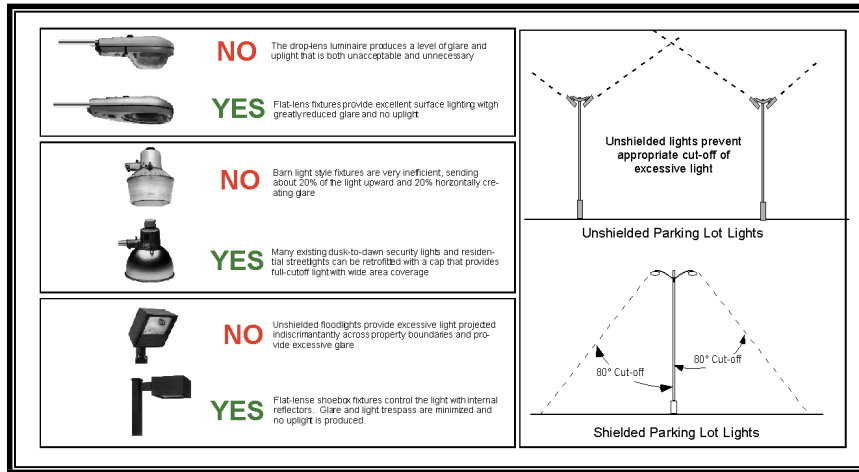 NO
The drop-lens luminaire produces a level of glare and
uplight that is both unacceptable and unnecessary
YES
Flat-lens fixtures provide excellent surface lighting witgh
greatly reduced glare and no uplight
NO
Barn light style fixtures are very inefficient, sending
about 20% of the light upward and 20% horizontally cre-
ating glare
YES
Many existing dusk-to-dawn security lights and residen-
tial streetlights can be retrofitted with a cap that provides
full-cutoff light with wide area coverage
NO
Unshielded floodlights provide excessive light projected
indiscrimantantly across property boundaries and pro-
vide excessive glare
YES
Flat-lense shoebox fixtures control the light with internal
reflectors. Glare and light trespass are minimized and
no uplight is produced.
Unshielded lights prevent
appropriate cut-off of
excessive light
Unshielded Parking Lot Lights
80° Cut-off
80° Cut-off
Shielded Parking Lot Lights